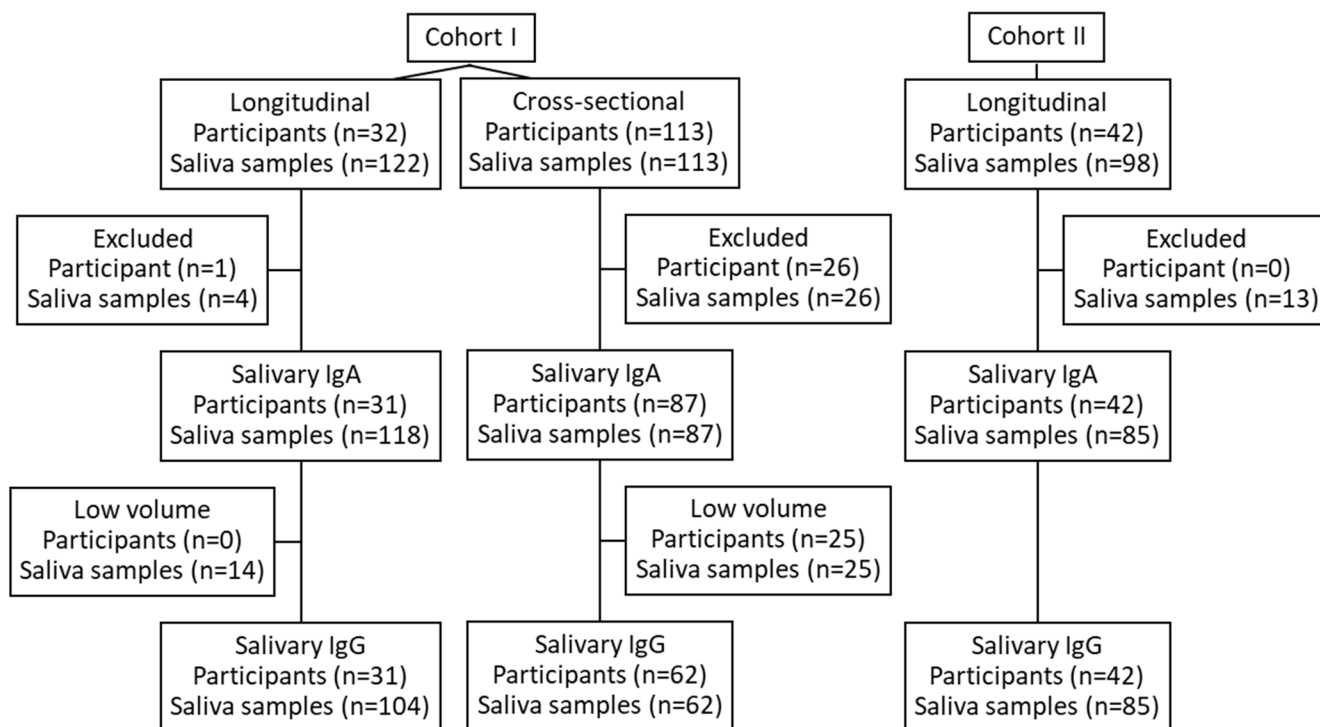 Cohort I
Longitudinal
Participants (n=32)
Saliva samples (n=122)
Cross-sectional
Participants (n=113)
Saliva samples (n=113)
Excluded
Participant (n=1)
Saliva samples (n=4)
Excluded
Participant (n=26)
Saliva samples (n=26)
Salivary IgA
Participants (n=31)
Saliva samples (n=118)
Salivary IgA
Participants (n=87)
Saliva samples (n=87)
Low volume
Participants (n=0)
Saliva samples (n=14)
Low volume
Participants (n=25)
Saliva samples (n=25)
Salivary IgG
Participants (n=31)
Saliva samples (n=104)
Salivary IgG
Participants (n=62)
Saliva samples (n=62)
Cohort II
Longitudinal
Participants (n=42)
Saliva samples (n=98)
Excluded
Participant (n=0)
Saliva samples (n=13)
Salivary IgA
Participants (n=42)
Saliva samples (n=85)
Salivary IgG
Participants (n=42)
Saliva samples (n=85)